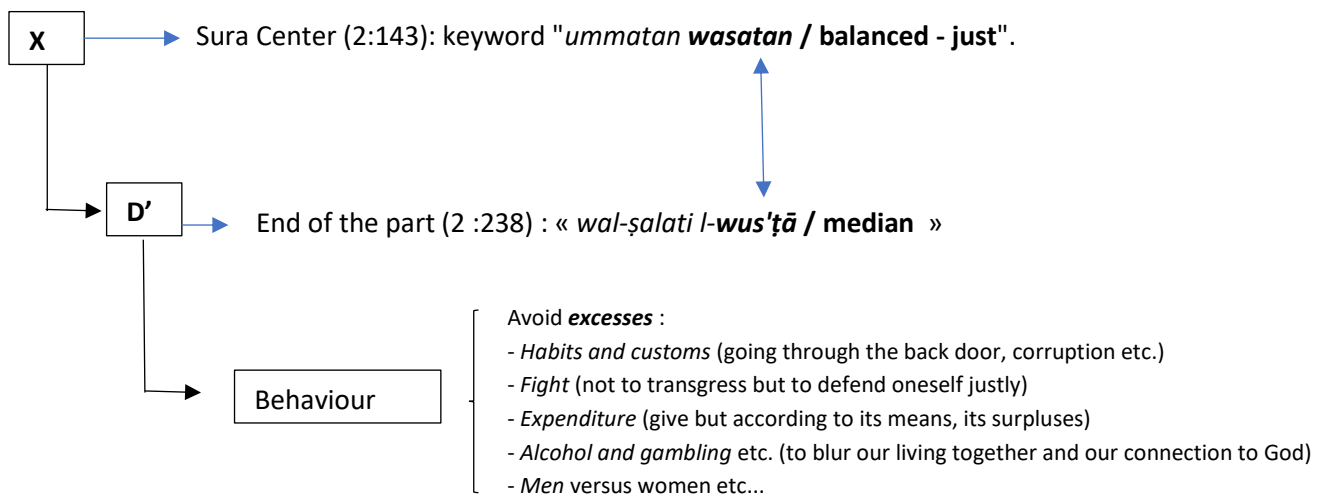 X
Sura Center (2:143): keyword "ummatan wasatan / balanced - just".
D’
End of the part (2 :238) : « wal-ṣalati l-wus'ṭā / median »
Avoid excesses :
- Habits and customs (going through the back door, corruption etc.)
- Fight (not to transgress but to defend oneself justly)
Behaviour
- Expenditure (give but according to its means, its surpluses)
- Alcohol and gambling etc. (to blur our living together and our connection to God)
- Men versus women etc...